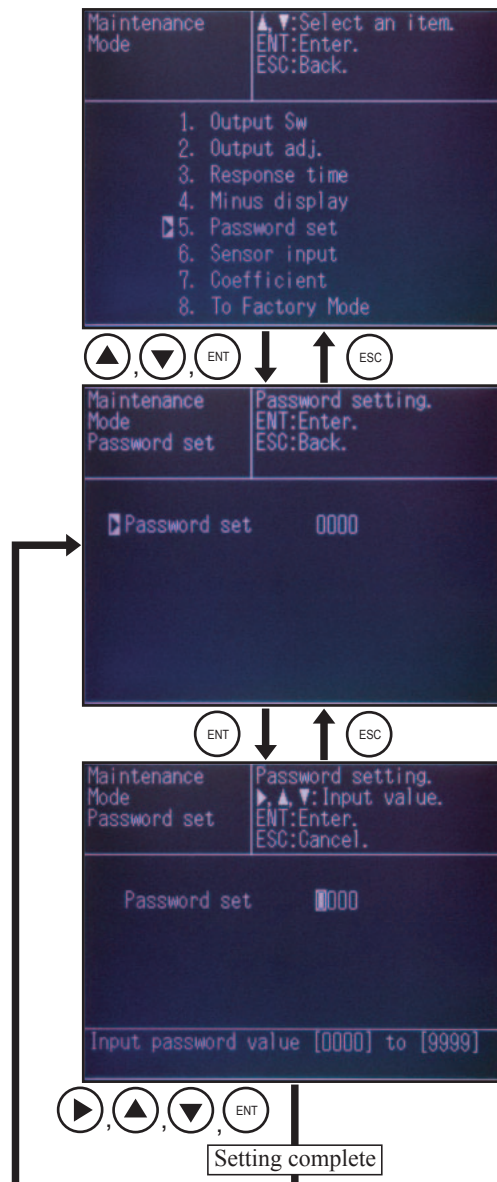 Maintenance Mode
▲,▼:Select an item.
ENT:Enter.
ESC:Back.
1. Output Sw
2. Output adj.
3. Response time
4. Minus display
5. Password set
6. Sensor input
7. Coefficient
8. To Factory Mode
▲,▼,ENT
ESC
Maintenance Mode
Password set
Password setting.
ENT:Enter.
ESC:Back.
Password set 0000
ENT
ESC
Maintenance Mode
Password set
Password setting.
▶,▲,▼:Input value.
ENT:Enter.
ESC:Cancel.
Password set 0000
Input password value [0000] to [9999]
▶,▲,▼,ENT
Setting complete